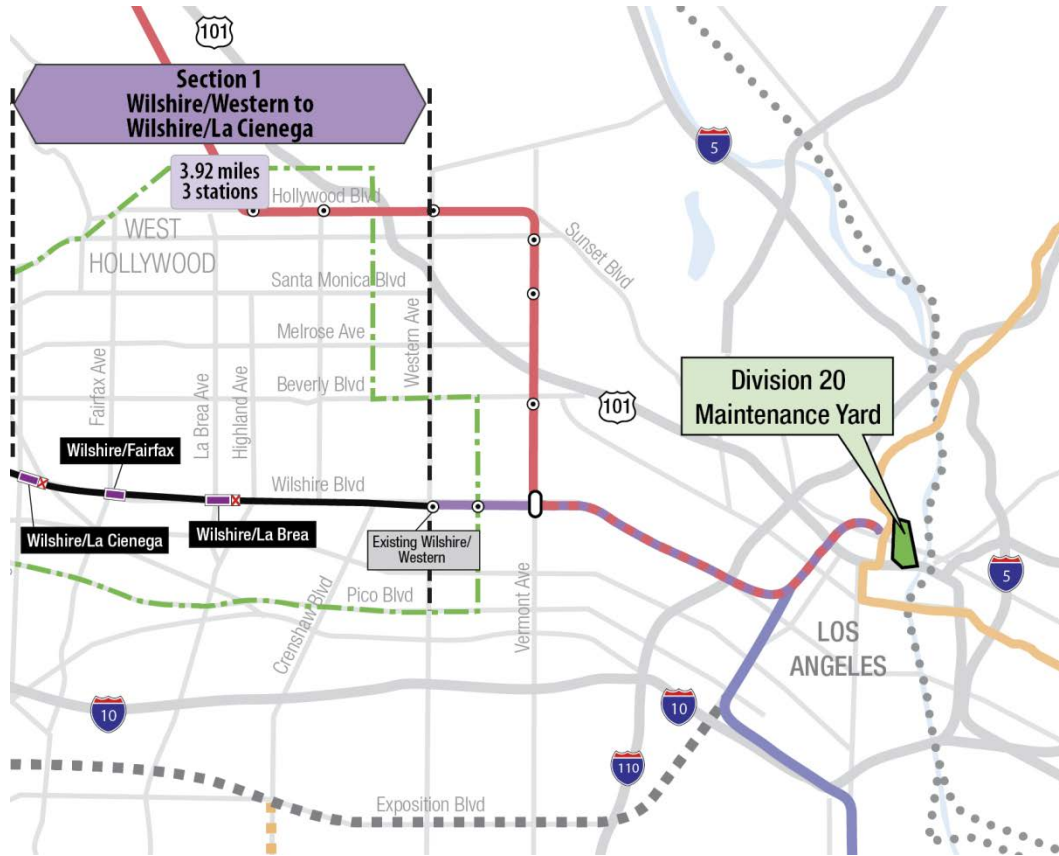 101
Section 1
Wilshire/Western to
Wilshire/La Cienega
3.92 miles
3 stations
Hollywood Blvd
WEST
HOLLYWOOD
Sunset Blvd
5
Santa Monica Blvd
Melrose Ave
Western Ave
Beverly Blvd
Fairfax Ave
La Brea Ave
Highland Ave
101
Division 20
Maintenance Yard
Wilshire/Fairfax
Wilshire Blvd
Wilshire/La Cienega
Wilshire/La Brea
Existing Wilshire/
Western
Pico Blvd
Crenshaw Blvd
Vermont Ave
5
LOS
ANGELES
10
10
110
Exposition Blvd